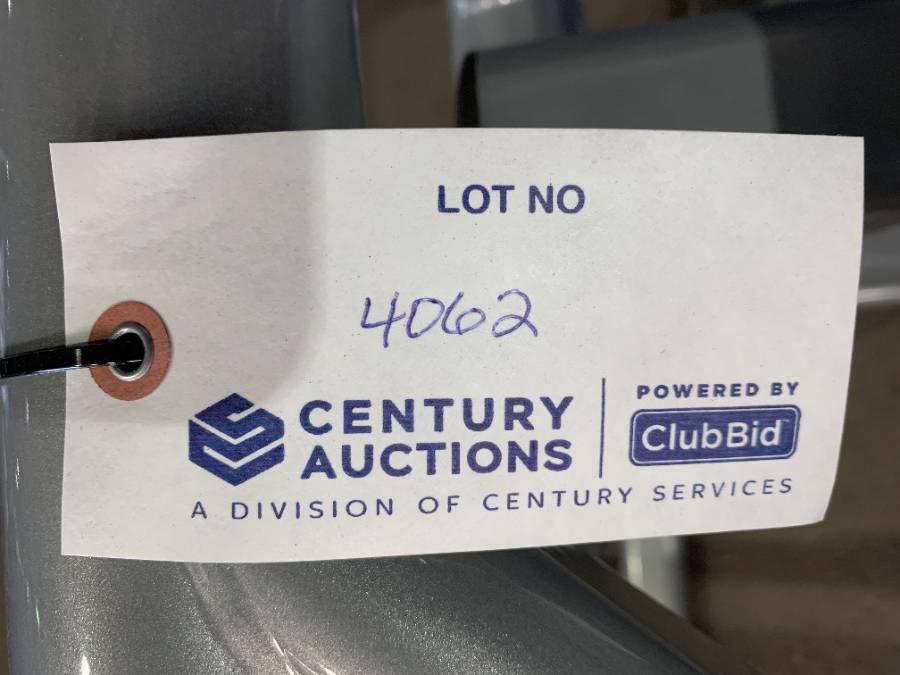 LOT NO
4062
CENTURY
AUCTIONS
POWERED BY
ClubBid
A DIVISION OF CENTURY SERVICES